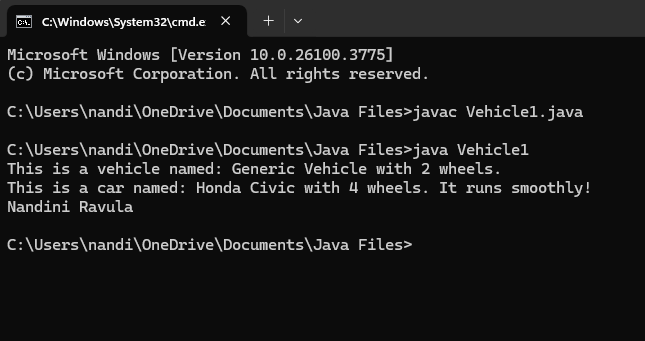 C:\Windows\System32\cmd.e:
Microsoft Windows [Version 10.0.26100.3775]
(c) Microsoft Corporation. All rights reserved.
C:\Users\nandi\OneDrive\Documents\Java Files>javac Vehicle1.java
C:\Users\nandi\OneDrive\Documents\Java Files>java Vehicle1
This is a vehicle named: Generic Vehicle with 2 wheels.
This is a car named: Honda Civic with 4 wheels. It runs smoothly!
Nandini Ravula
C:\Users\nandi\OneDrive\Documents\Java Files>